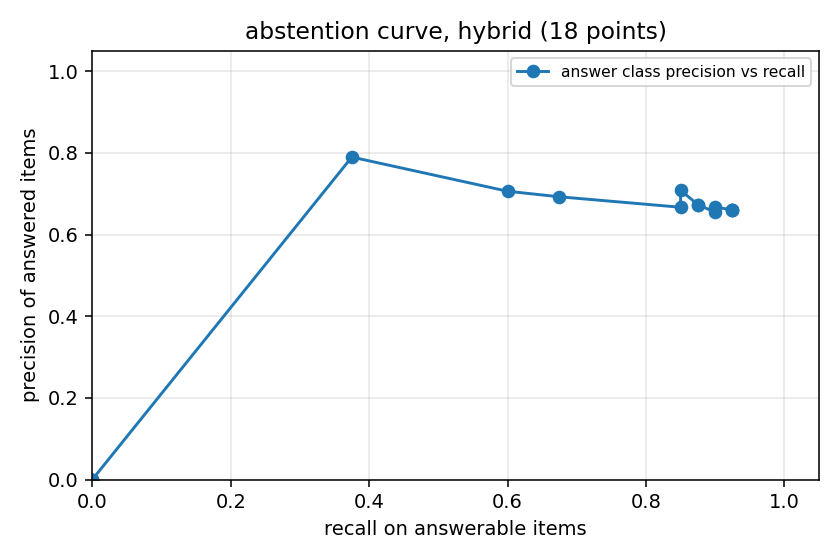 abstention curve, hybrid (18 points)
answer class precision vs recall
precision of answered items
1.0
0.8
0.6
0.4
0.2
0.0
0.0 0.2 0.4 0.6 0.8 1.0
recall on answerable items